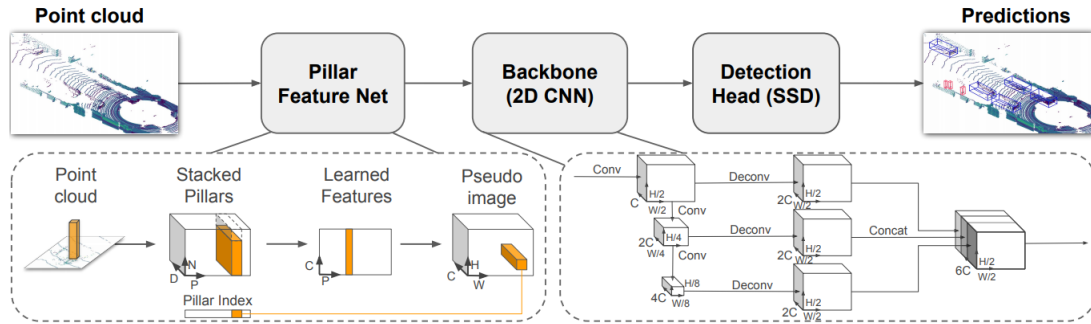 Point cloud
Predictions
Pillar
Feature Net
Backbone
(2D CNN)
Detection
Head (SSD)
Point
cloud
Stacked
Pillars
Learned
Features
Pseudo
image
N
D
P
C
P
H
C
W
Pillar Index
Conv
H/2
W/2
C
Conv
H/4
2C
W/4
Conv
H/8
4C
W/8
Deconv
H/2
2C
W/2
Deconv
H/2
2C
W/2
Deconv
H/2
2C
W/2
Concat
H/2
6C
W/2